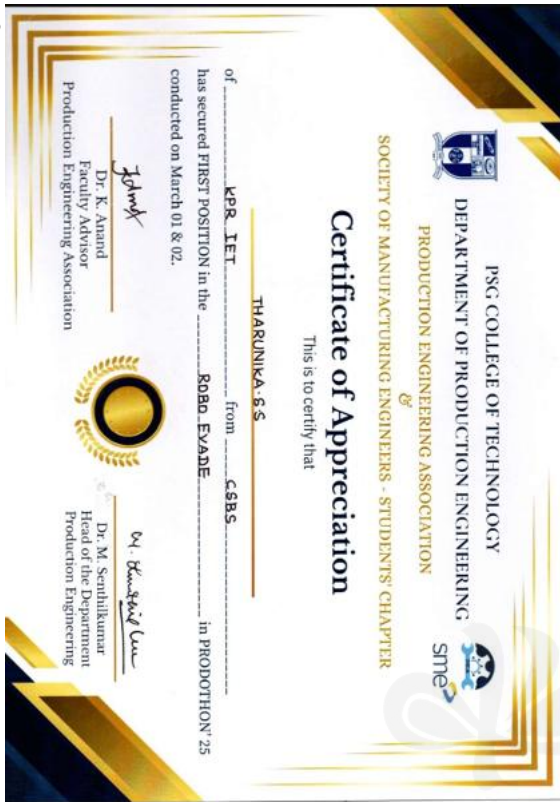 PSG COLLEGE OF TECHNOLOGY
DEPARTMENT OF PRODUCTION ENGINEERING
PRODUCTION ENGINEERING ASSOCIATION
&
SOCIETY OF MANUFACTURING ENGINEERS - STUDENTS' CHAPTER
sme
Certificate of Appreciation
This is to certify that
THARUNIKA.S.S
of KPR IET from CSBS
has secured FIRST POSITION in the ROBO EVADE in PRODOTHON' 25
conducted on March 01 & 02.
Dr. K. Anand
Faculty Advisor
Production Engineering Association
Dr. M. Senthilkumar
Head of the Department
Production Engineering